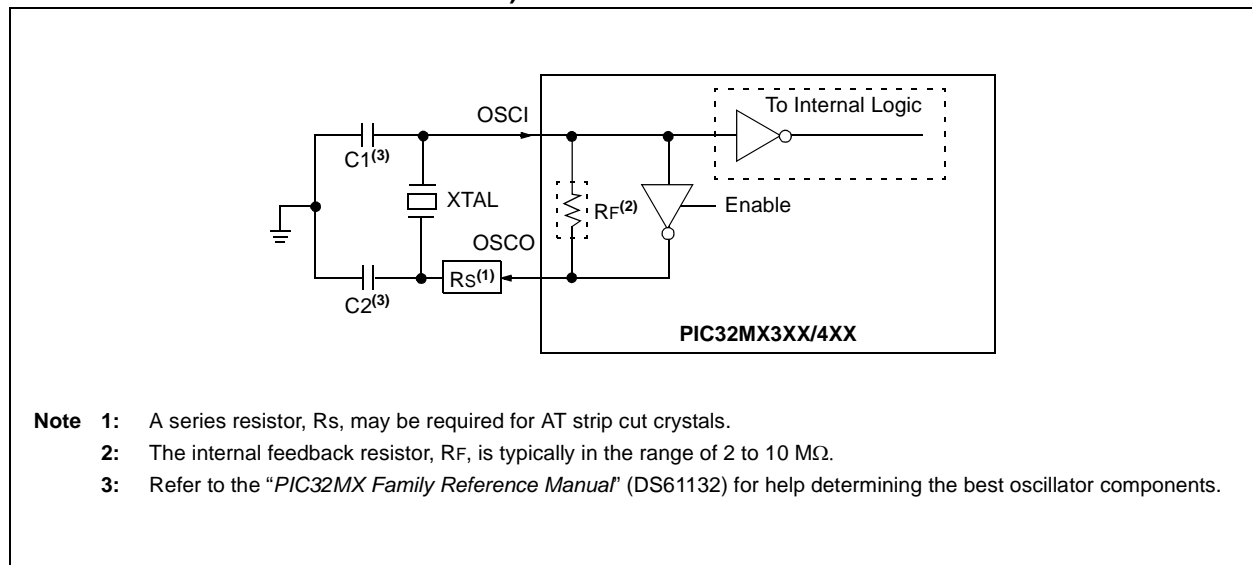 )
To Internal Logic
OSCI
C1(3)
XTAL
RF(2)
Enable
OSCO
RS(1)
C2(3)
PIC32MX3XX/4XX
Note 1: A series resistor, Rs, may be required for AT strip cut crystals.
2: The internal feedback resistor, RF, is typically in the range of 2 to 10 MΩ.
3: Refer to the “PIC32MX Family Reference Manual” (DS61132) for help determining the best oscillator components.